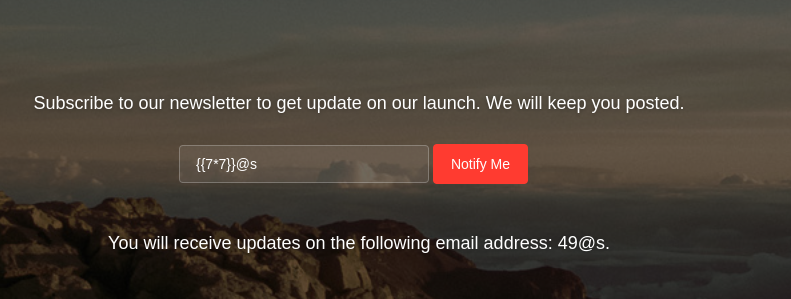 Subscribe to our newsletter to get update on our launch. We will keep you posted.
{{7*7}}@s Notify Me
You will receive updates on the following email address: 49@s.